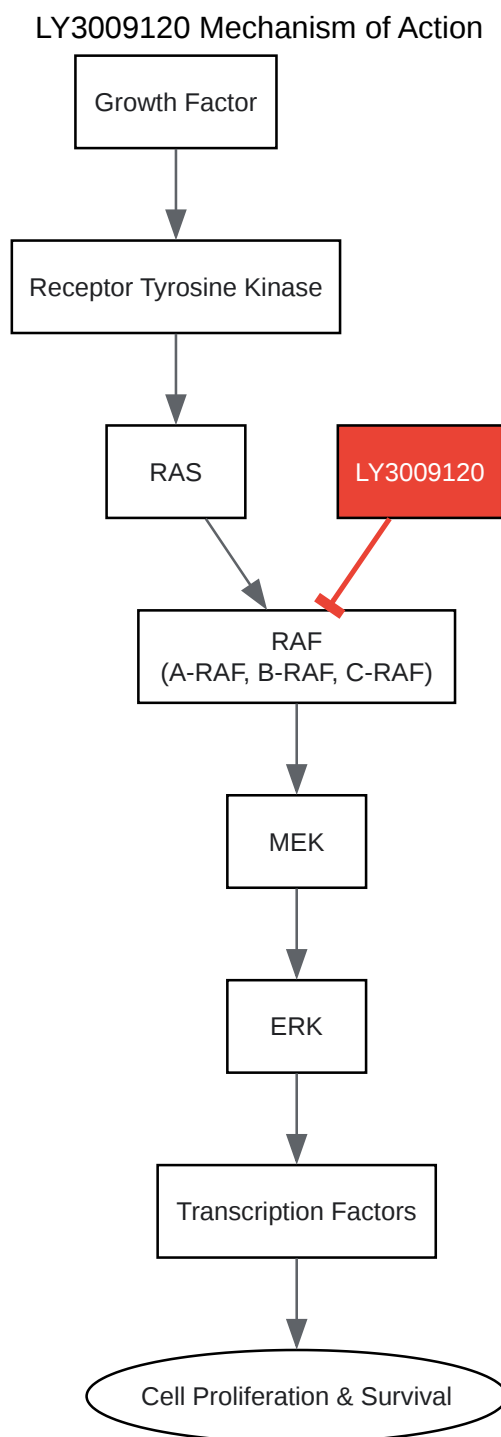 LY3009120 Mechanism of Action
Growth Factor
Receptor Tyrosine Kinase
RAS
LY3009120
RAF
(A-RAF, B-RAF, C-RAF)
MEK
ERK
Transcription Factors
Cell Proliferation & Survival